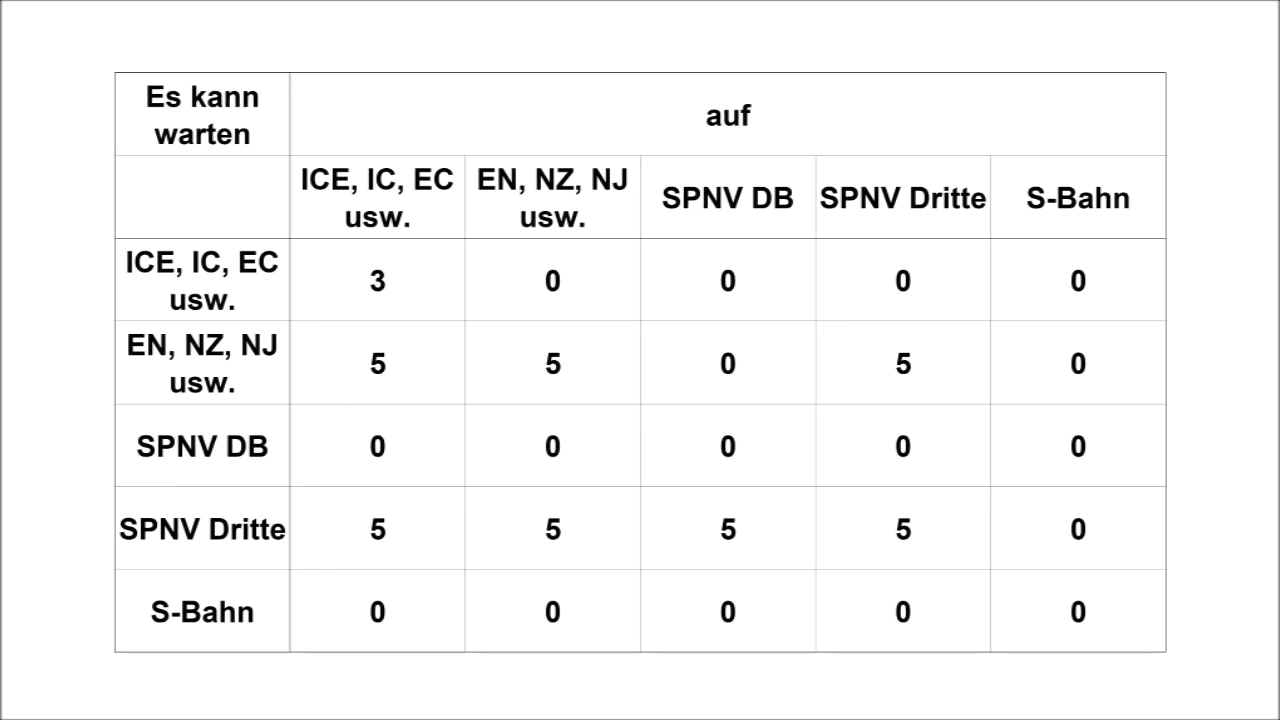 Es kann
warten
auf
ICE, IC, EC
usw.
EN, NZ, NJ
usw.
SPNV DB
SPNV Dritte
S-Bahn
ICE, IC, EC
usw.
3
0
0
0
0
EN, NZ, NJ
usw.
5
5
0
5
0
SPNV DB
0
0
0
0
0
SPNV Dritte
5
5
5
5
0
S-Bahn
0
0
0
0
0